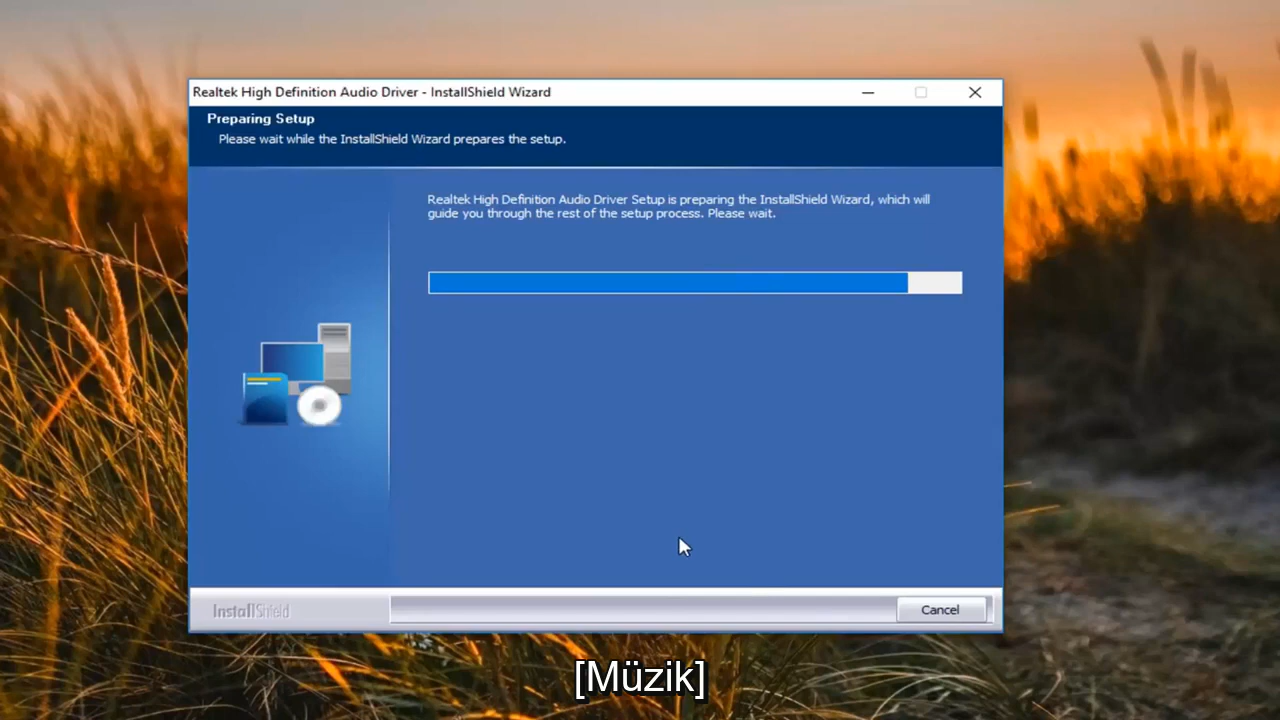 Realtek High Definition Audio Driver - InstallShield Wizard
Preparing Setup
Please wait while the InstallShield Wizard prepares the setup.
Realtek High Definition Audio Driver Setup is preparing the InstallShield Wizard, which will
guide you through the rest of the setup process. Please wait.
InstallShield
Cancel
[Müzik]